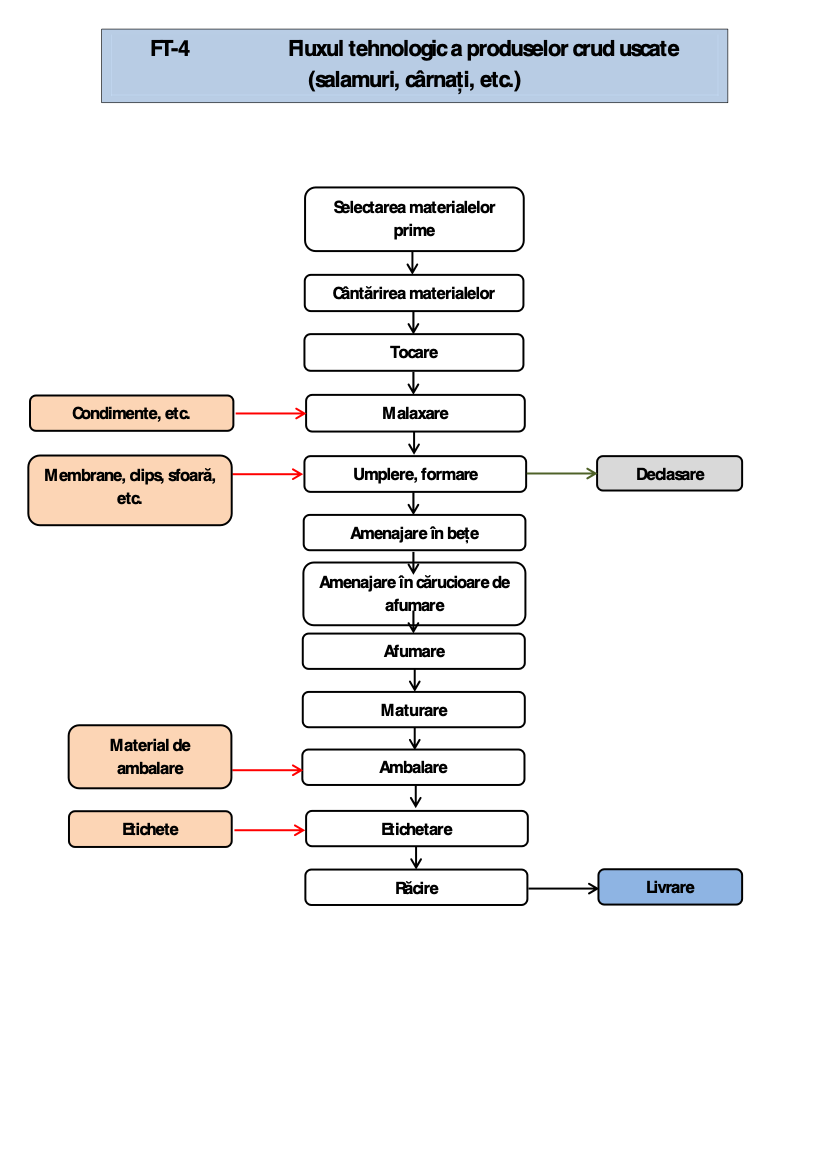 FT-4 Fluxul tehnologic a produselor crud uscate
(salamuri, cârnați, etc.)
Selectarea materialelor
prime
Cântărirea materialelor
Tocare
Condimente, etc.
Malaxare
Membrane, clips, sfoară,
etc.
Umplere, formare
Declasare
Amenajare în bețe
Amenajare în cărucioare de
afumare
Afumare
Maturare
Material de
ambalare
Ambalare
Etichete
Etichetare
Răcire
Livrare